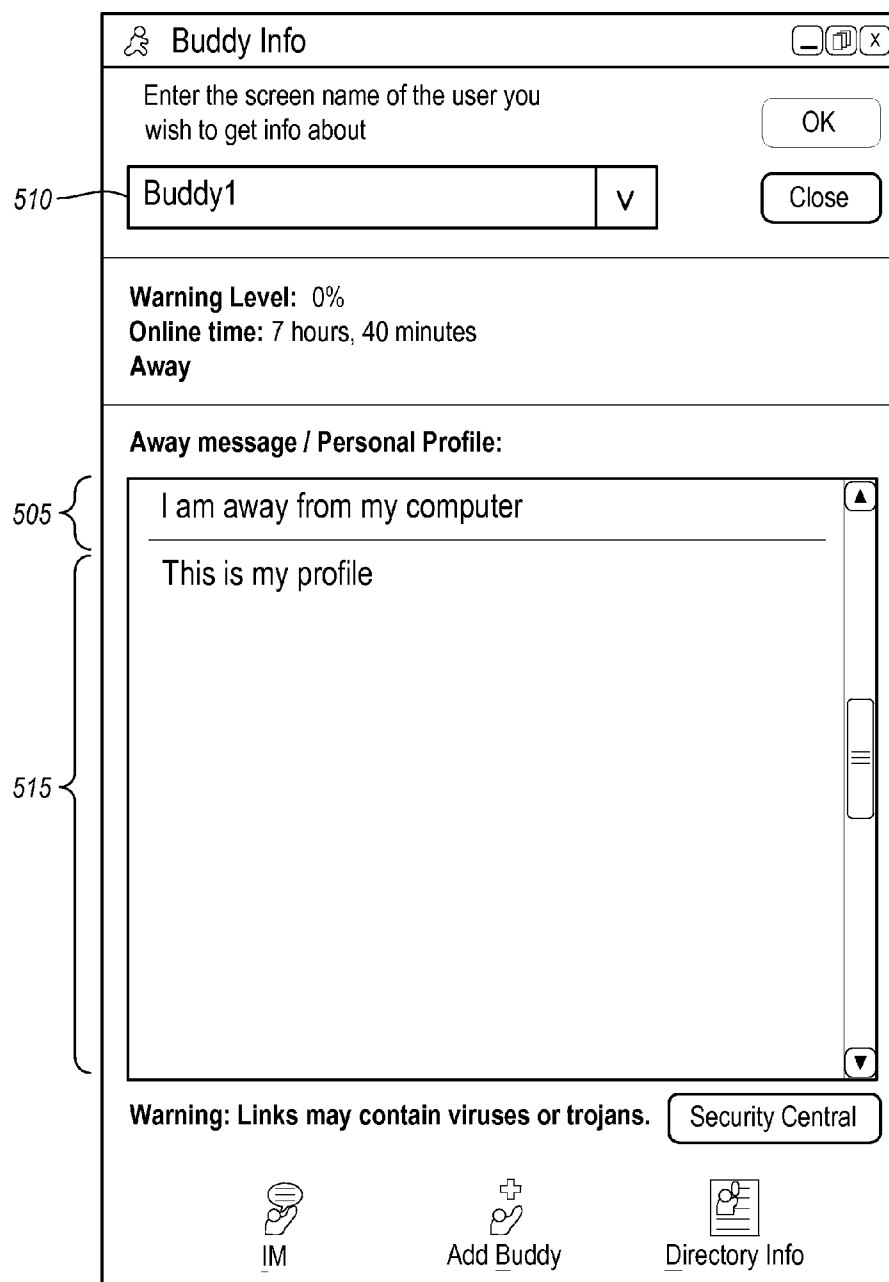 Buddy Info
X
Enter the screen name of the user you
wish to get info about
OK
510
Buddy1
v
Close
Warning Level: 0%
Online time: 7 hours, 40 minutes
Away
Away message / Personal Profile:
505
I am away from my computer
This is my profile
515
Warning: Links may contain viruses or trojans.
Security Central
IM
Add Buddy
Directory Info